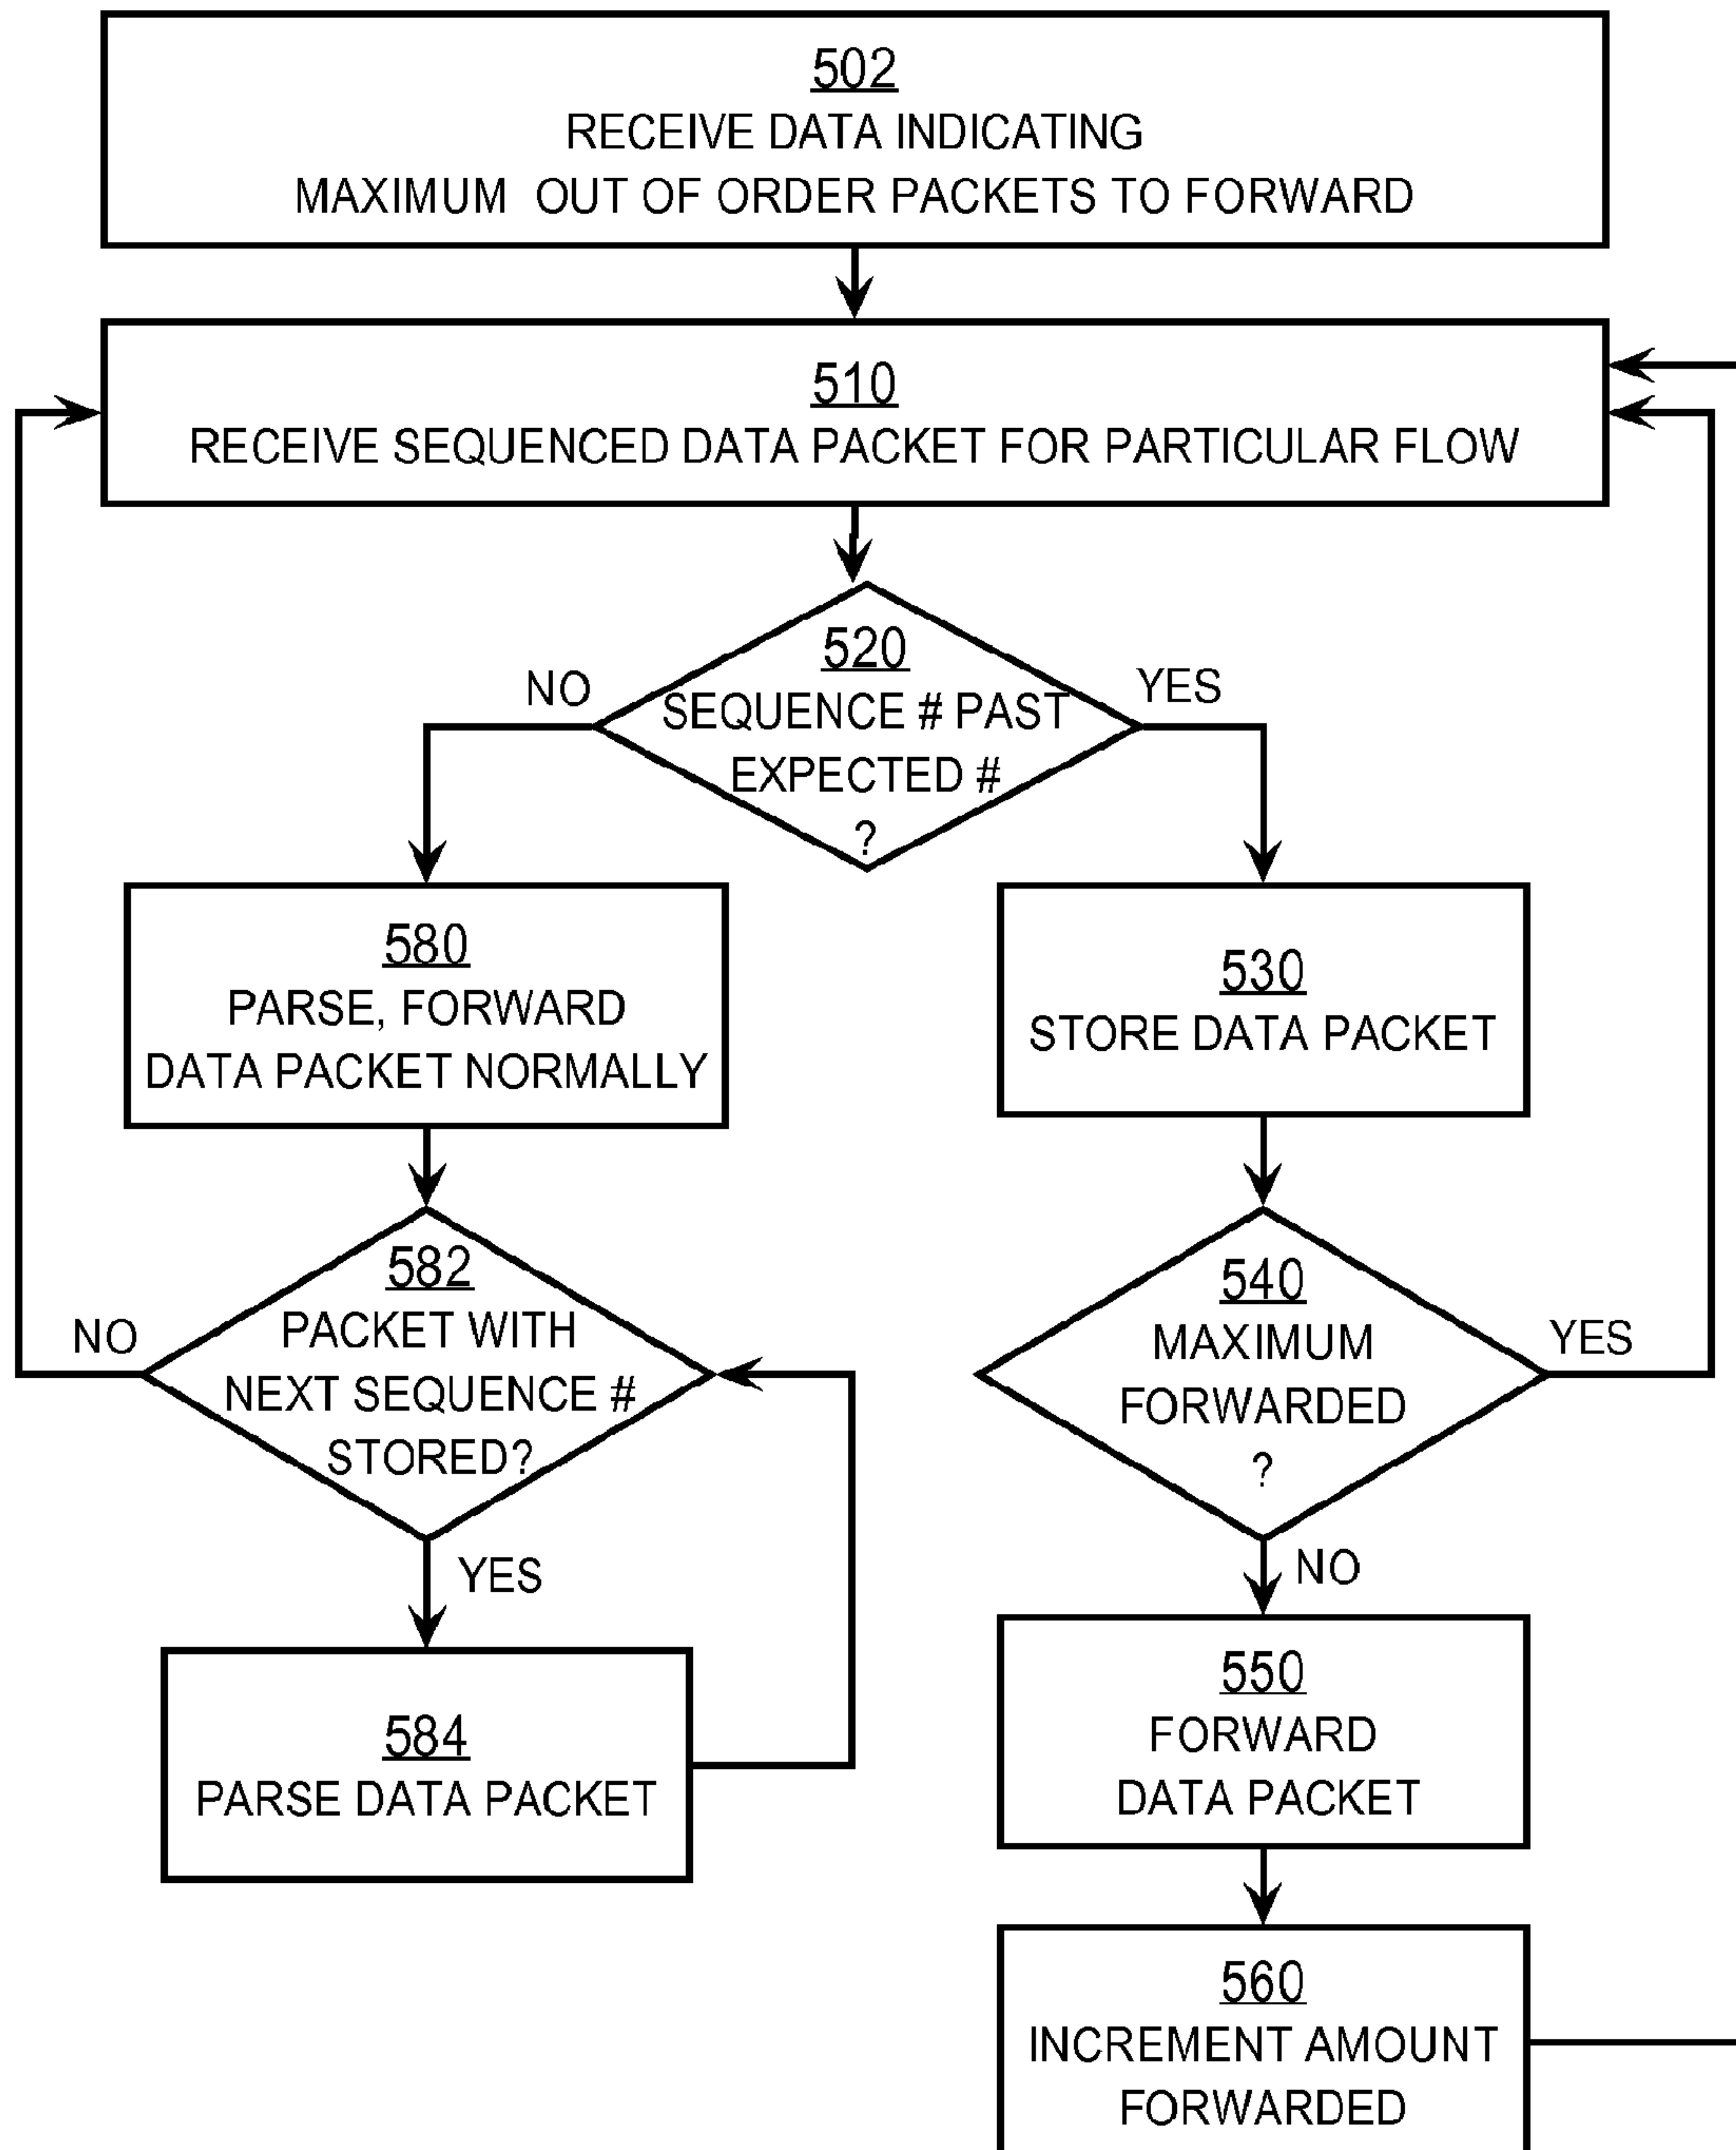 502
RECEIVE DATA INDICATING
MAXIMUM OUT OF ORDER PACKETS TO FORWARD
510
RECEIVE SEQUENCED DATA PACKET FOR PARTICULAR FLOW
520
SEQUENCE # PAST
EXPECTED #
?
NO
YES
580
PARSE, FORWARD
DATA PACKET NORMALLY
530
STORE DATA PACKET
582
PACKET WITH
NEXT SEQUENCE #
STORED?
NO
YES
540
MAXIMUM
FORWARDED
?
YES
NO
584
PARSE DATA PACKET
550
FORWARD
DATA PACKET
560
INCREMENT AMOUNT
FORWARDED